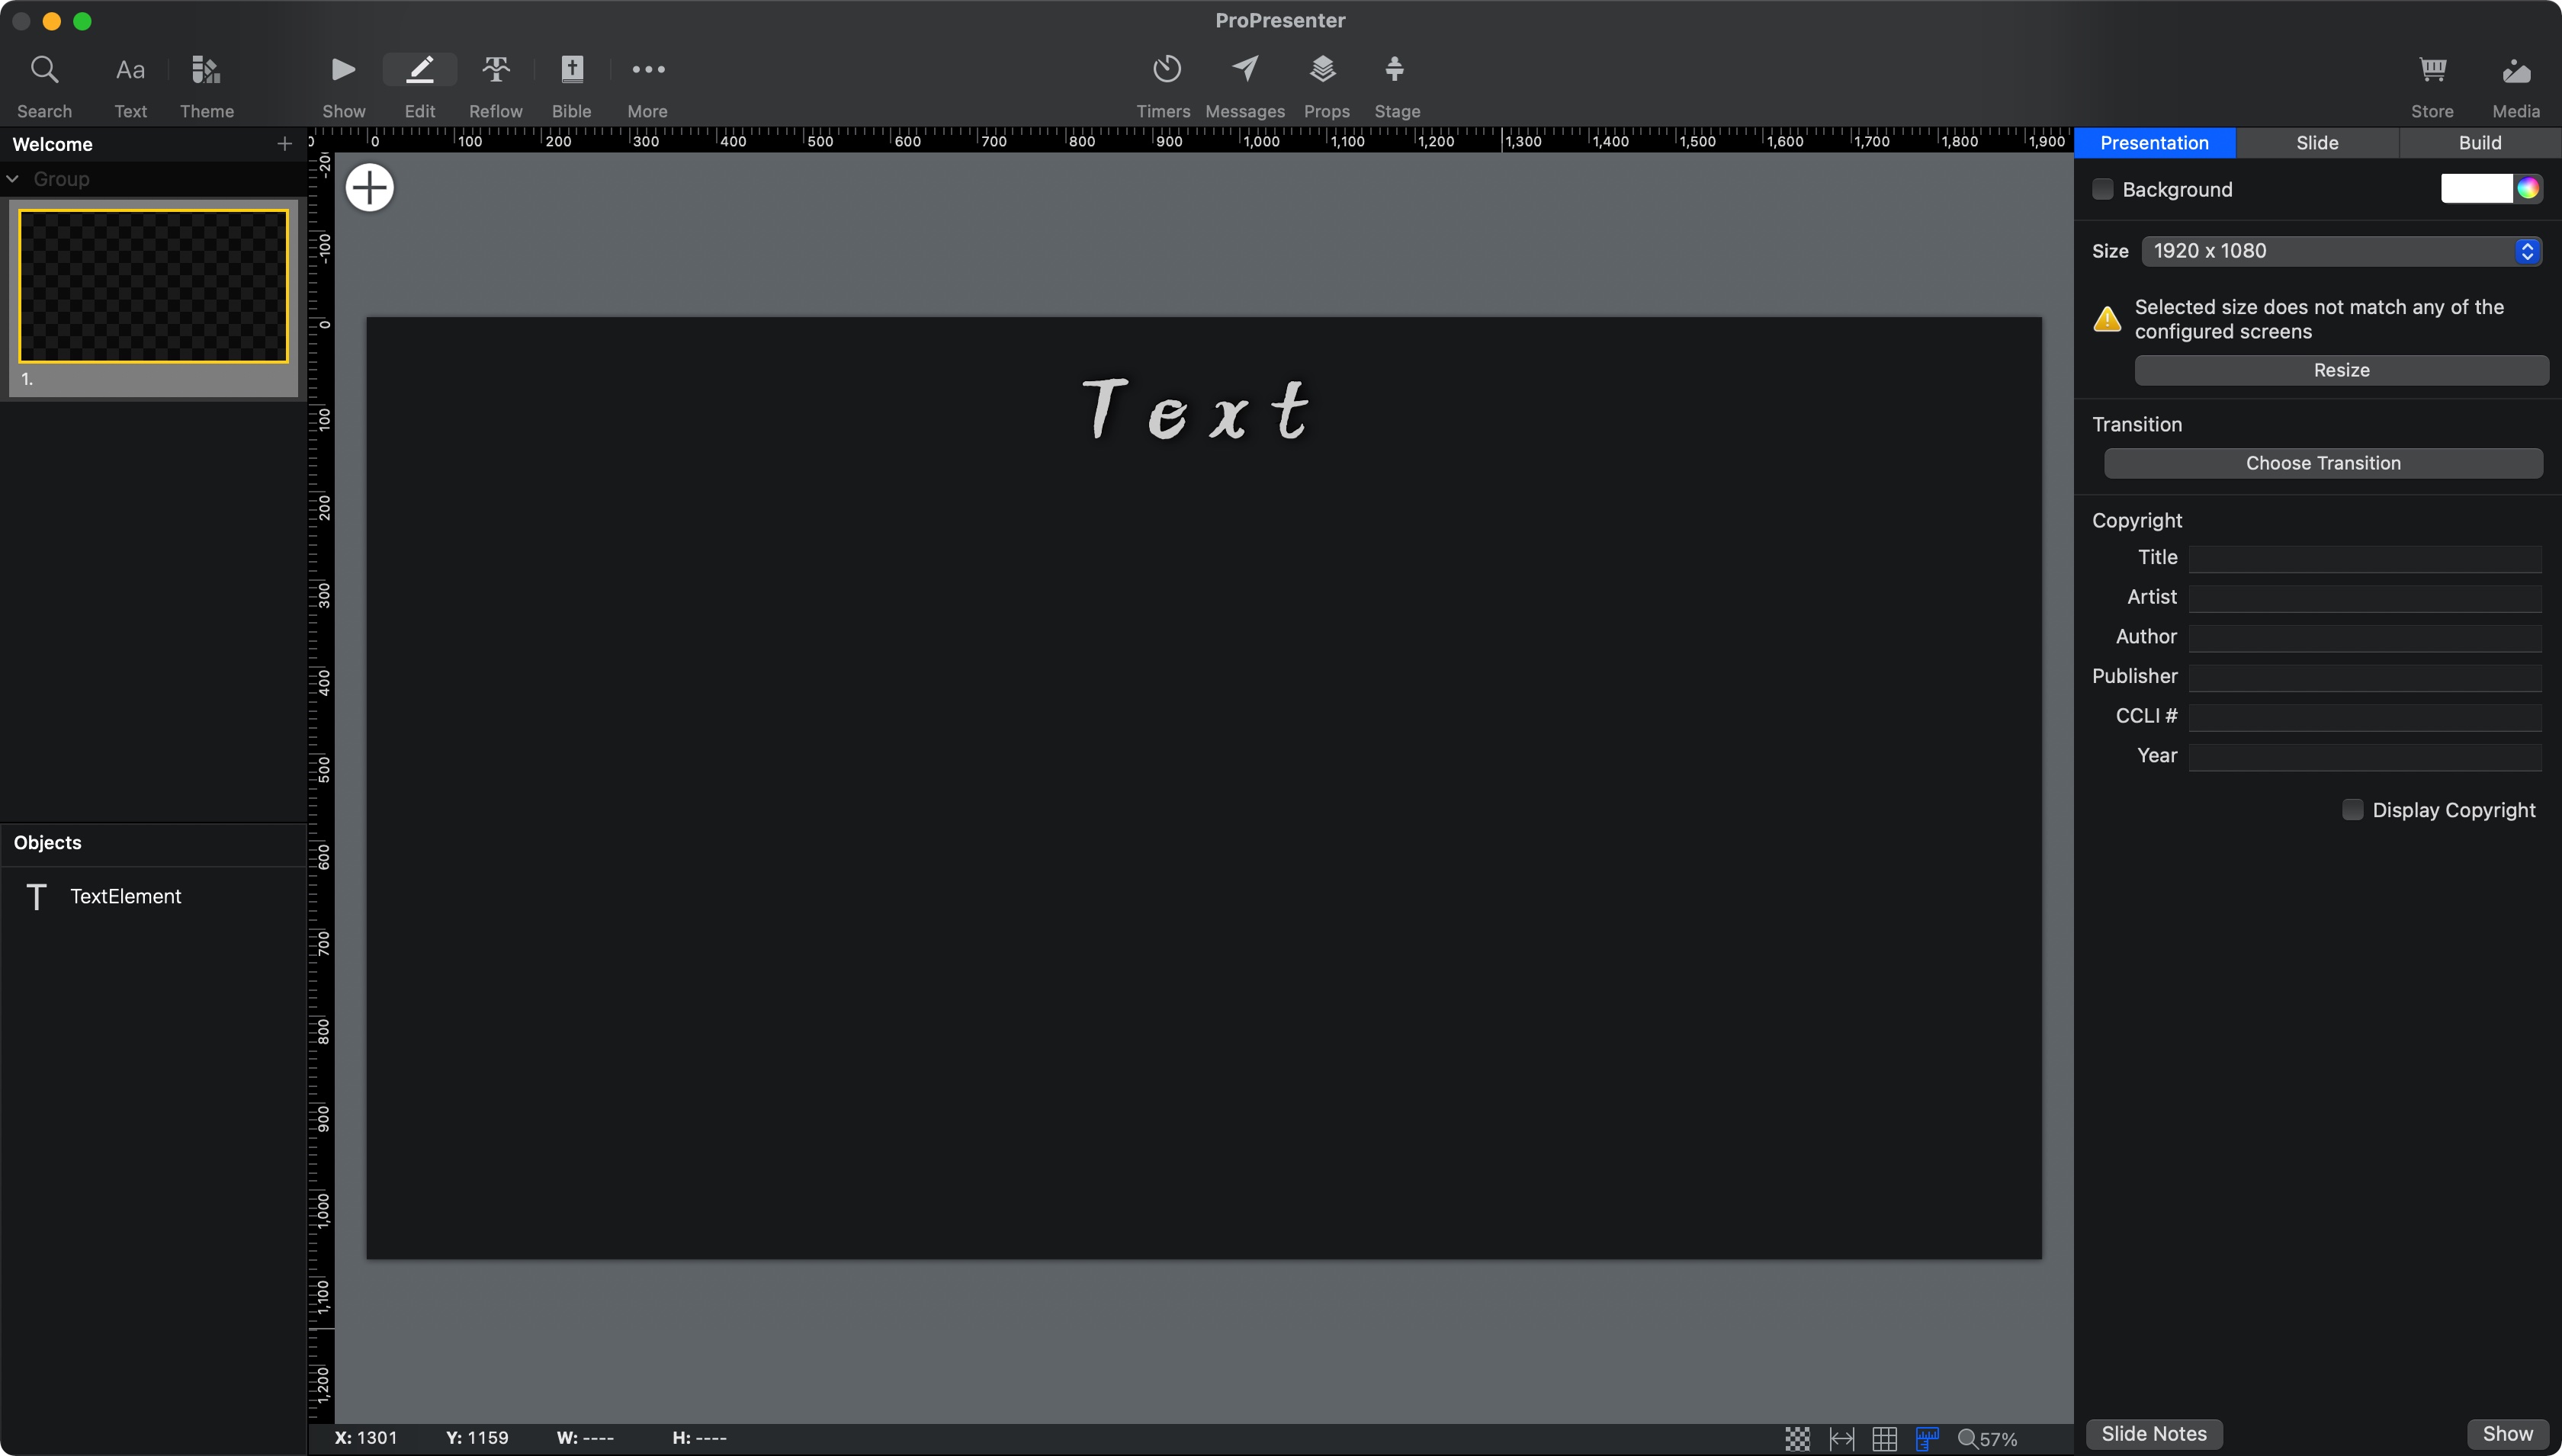 ProPresenter
Search
Aa
Text
Theme
Show
Edit
Reflow
Bible
More
Timers
Messages
Props
Stage
Store
Media
Welcome
Group
1.
Objects
T TextElement
0 100 200 300 400 500 600 700 800 900 1,000 1,100 1,200 1,300 1,400 1,500 1,600 1,700 1,800 1,900
-100
0
100
200
300
400
500
600
700
800
900
1,000
1,100
1,200
Text
X: 1301 Y: 1159 W: ---- H: ----
57%
Presentation
Slide
Build
Background
Size 1920 x 1080
Selected size does not match any of the
configured screens
Resize
Transition
Choose Transition
Copyright
Title
Artist
Author
Publisher
CCLI #
Year
Display Copyright
Slide Notes
Show